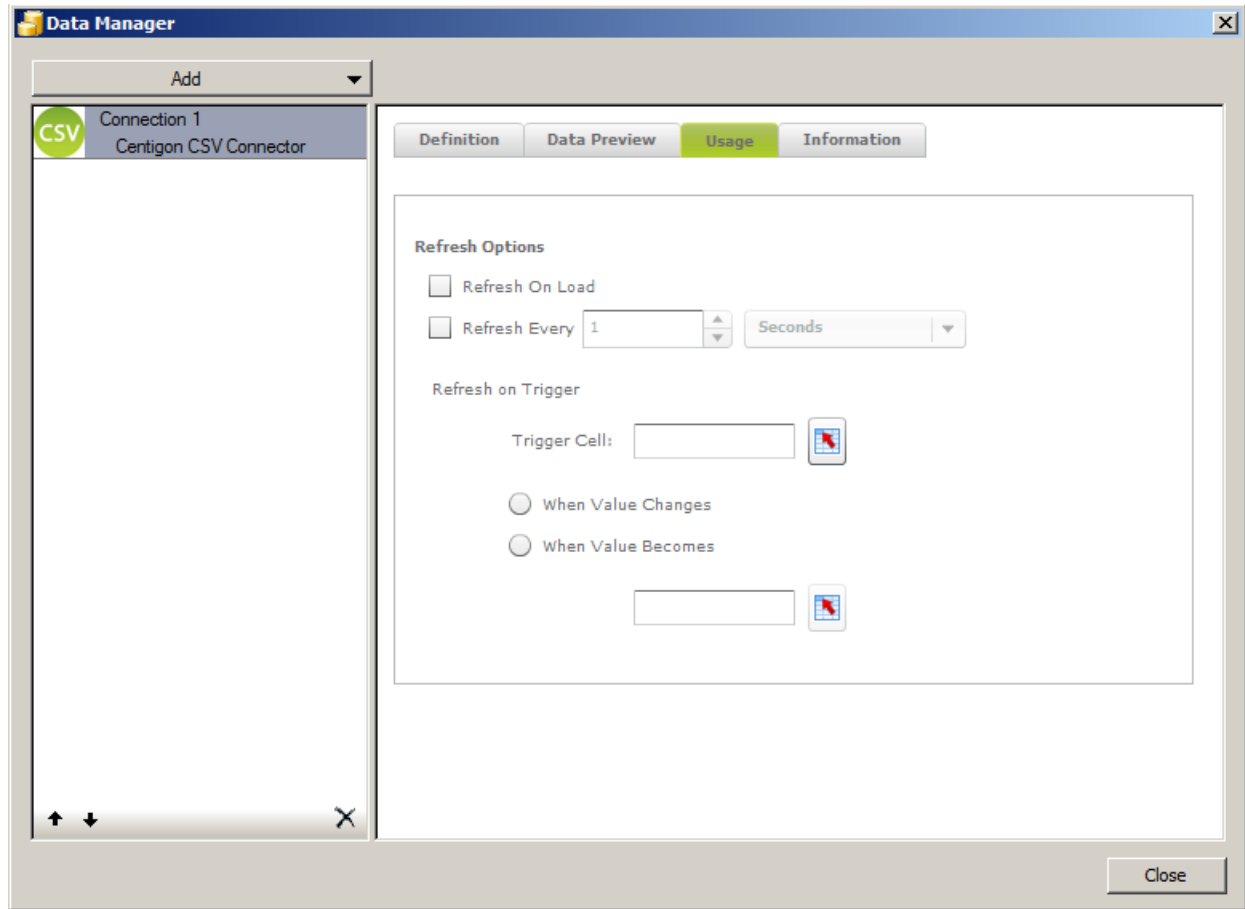 Data Manager
Add
CSV
Connection 1
Centigon CSV Connector
Definition Data Preview Usage Information
Refresh Options
Refresh On Load
Refresh Every 1 Seconds
Refresh on Trigger
Trigger Cell:
When Value Changes
When Value Becomes
Close